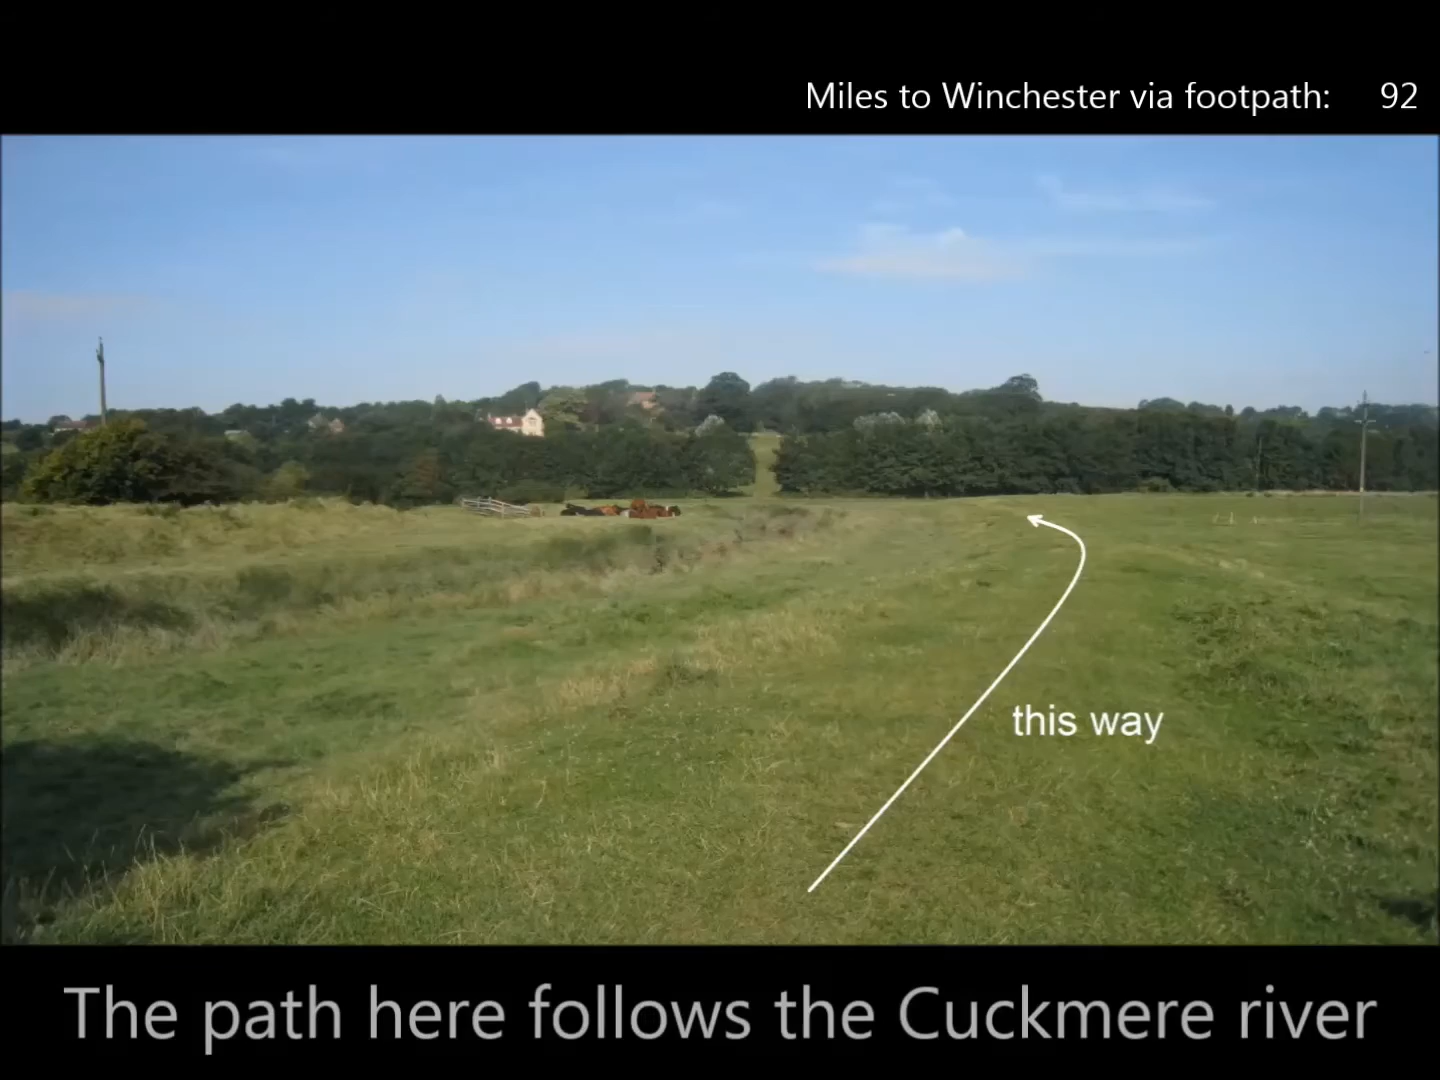 Miles to Winchester via footpath: 92
this way
The path here follows the Cuckmere river